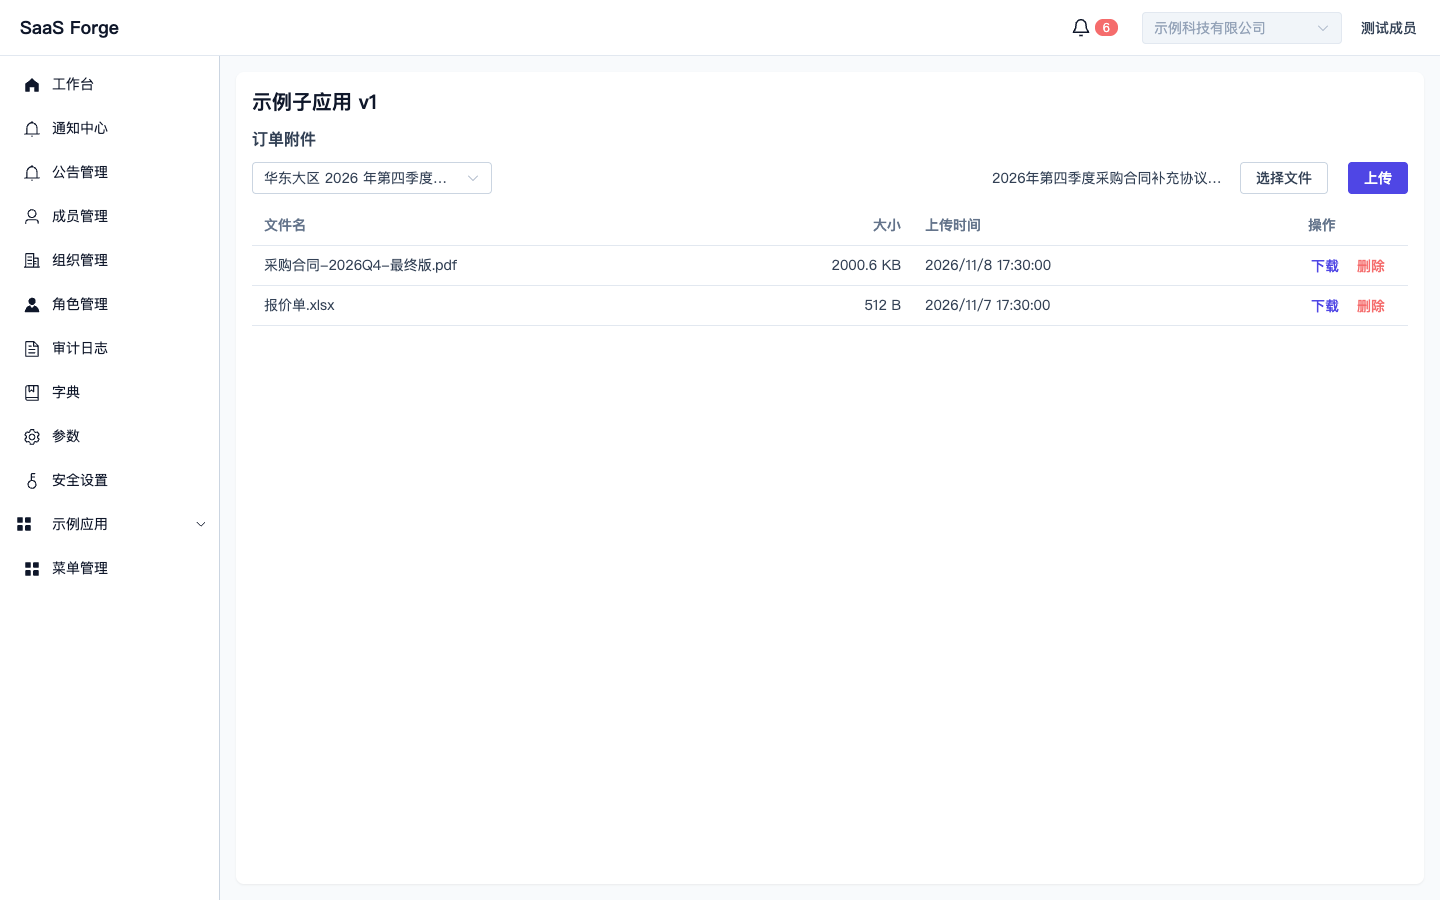 SaaS Forge
6
示例科技有限公司
测试成员
工作台
通知中心
公告管理
成员管理
组织管理
角色管理
审计日志
字典
参数
安全设置
示例应用
菜单管理
示例子应用 v1
订单附件
华东大区 2026 年第四季度...
2026年第四季度采购合同补充协议...
选择文件
上传
文件名 大小 上传时间 操作
采购合同-2026Q4-最终版.pdf 2000.6 KB 2026/11/8 17:30:00 下载 删除
报价单.xlsx 512 B 2026/11/7 17:30:00 下载 删除